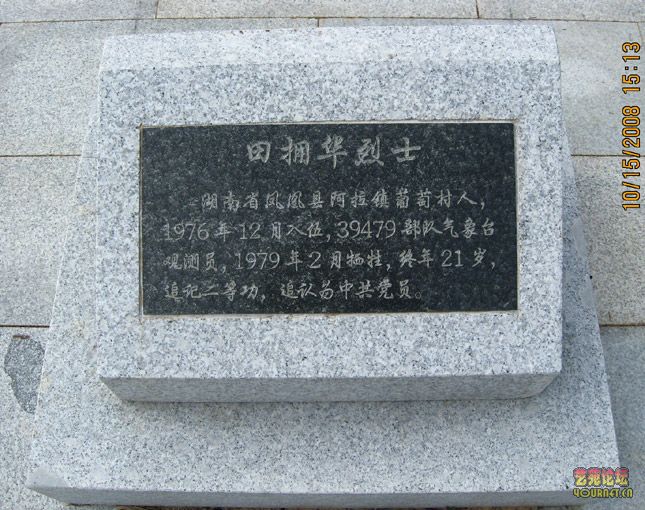 田拥华烈士
湖南省凤凰县阿拉镇葡萄村人，
1976年12月入伍，39479部队气象台
观测员，1979年2月牺牲，终年21岁，
追记二等功，追认为中共党员。
10/15/2008 15:13
艺苑论坛
4OURNET.CN